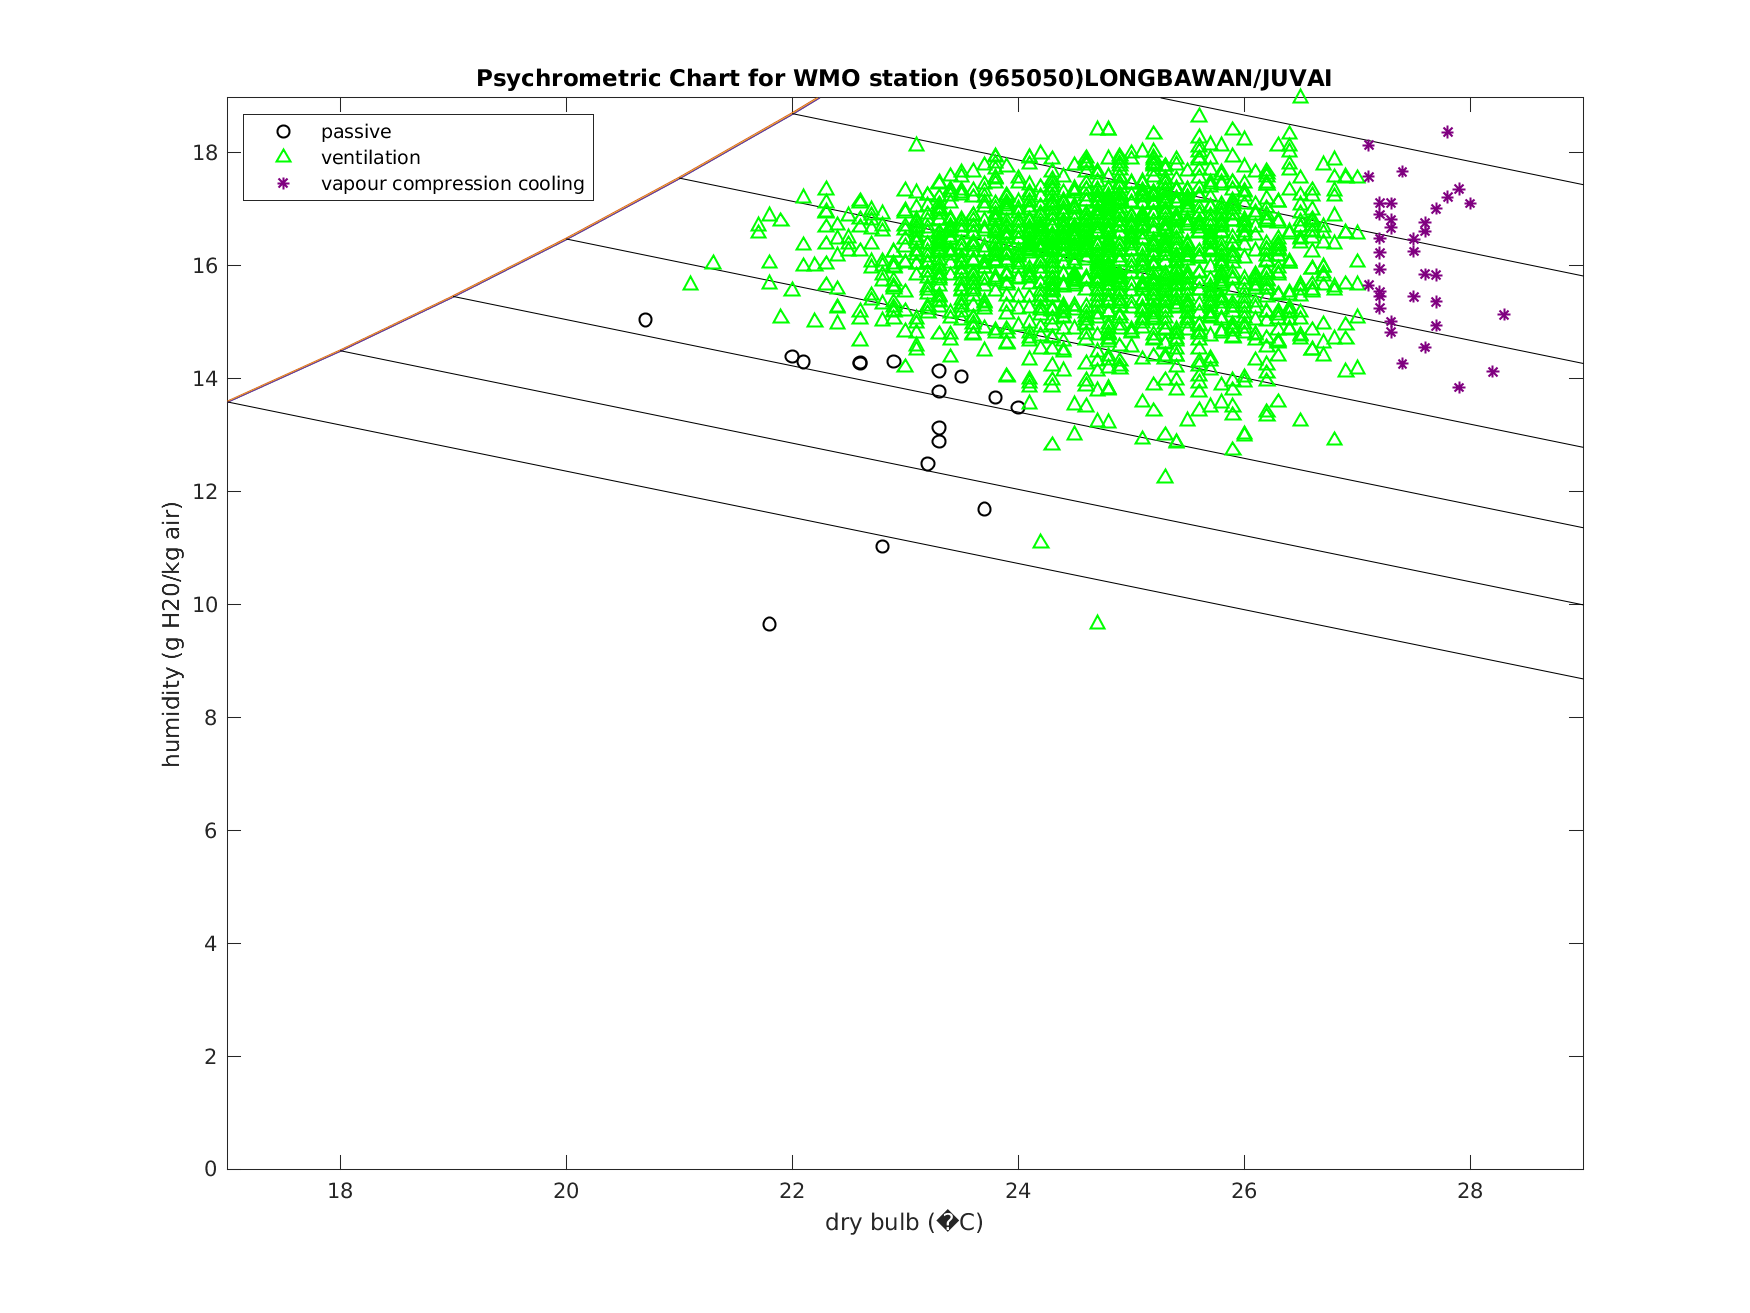 Psychrometric Chart for WMO station (965050)LONGBAWAN/JUVAI
passive
ventilation
vapour compression cooling
18
16
14
12
10
8
6
4
2
0
humidity (g H20/kg air)
18 20 22 24 26 28
dry bulb (�C)